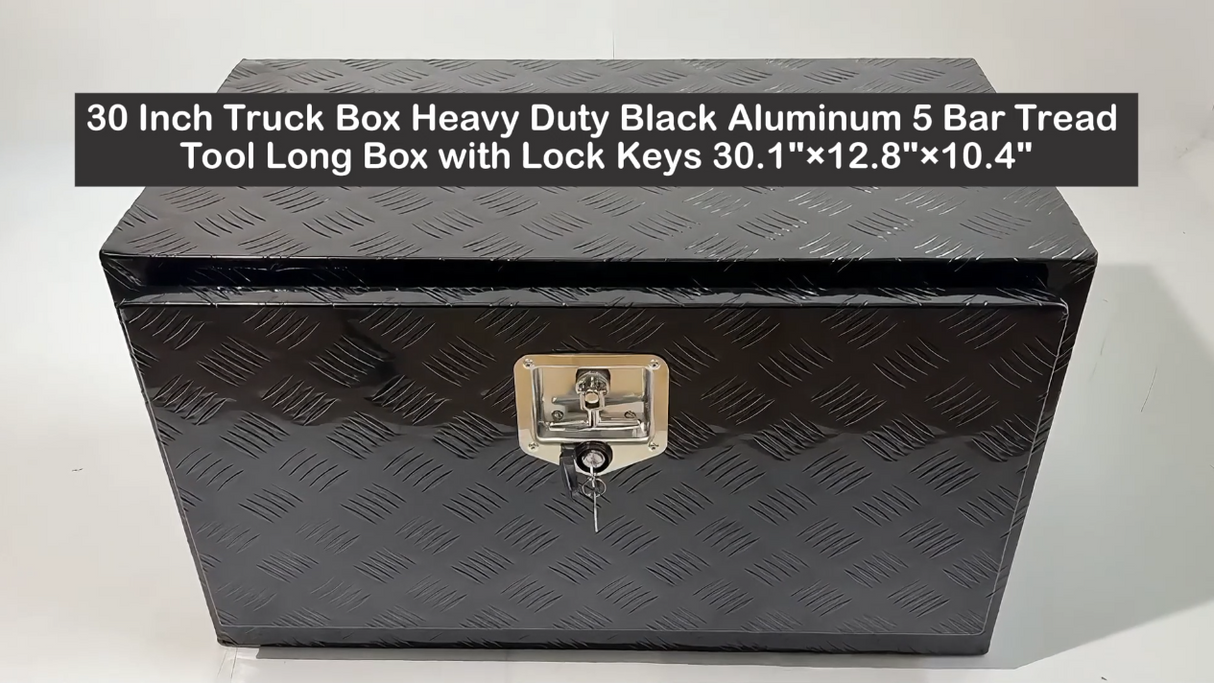 30 Inch Truck Box Heavy Duty Black Aluminum 5 Bar Tread
Tool Long Box with Lock Keys 30.1"×12.8"×10.4"